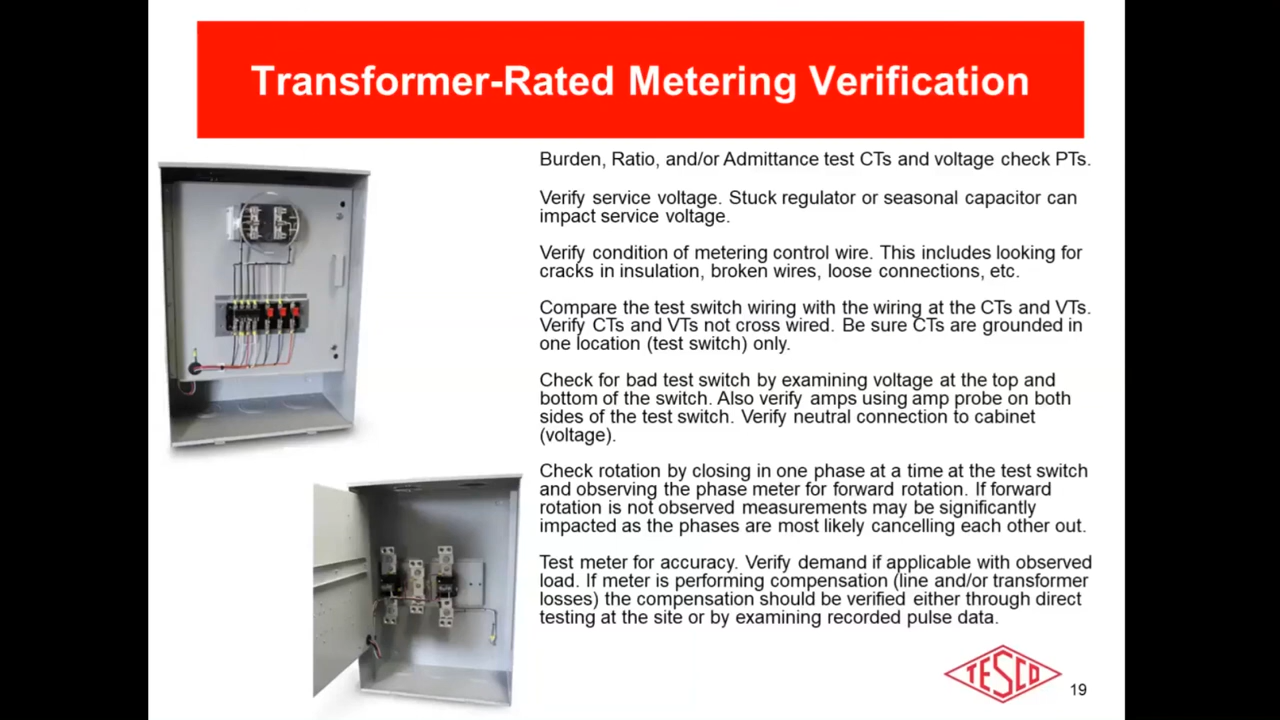 Transformer-Rated Metering Verification
Burden, Ratio, and/or Admittance test CTs and voltage check PTs.
Verify service voltage. Stuck regulator or seasonal capacitor can
impact service voltage.
Verify condition of metering control wire. This includes looking for
cracks in insulation, broken wires, loose connections, etc.
Compare the test switch wiring with the wiring at the CTs and VTs.
Verify CTs and VTs not cross wired. Be sure CTs are grounded in
one location (test switch) only.
Check for bad test switch by examining voltage at the top and
bottom of the switch. Also verify amps using amp probe on both
sides of the test switch. Verify neutral connection to cabinet
(voltage).
Check rotation by closing in one phase at a time at the test switch
and observing the phase meter for forward rotation. If forward
rotation is not observed measurements may be significantly
impacted as the phases are most likely cancelling each other out.
Test meter for accuracy. Verify demand if applicable with observed
load. If meter is performing compensation (line and/or transformer
losses) the compensation should be verified either through direct
testing at the site or by examining recorded pulse data.
TESCO
19